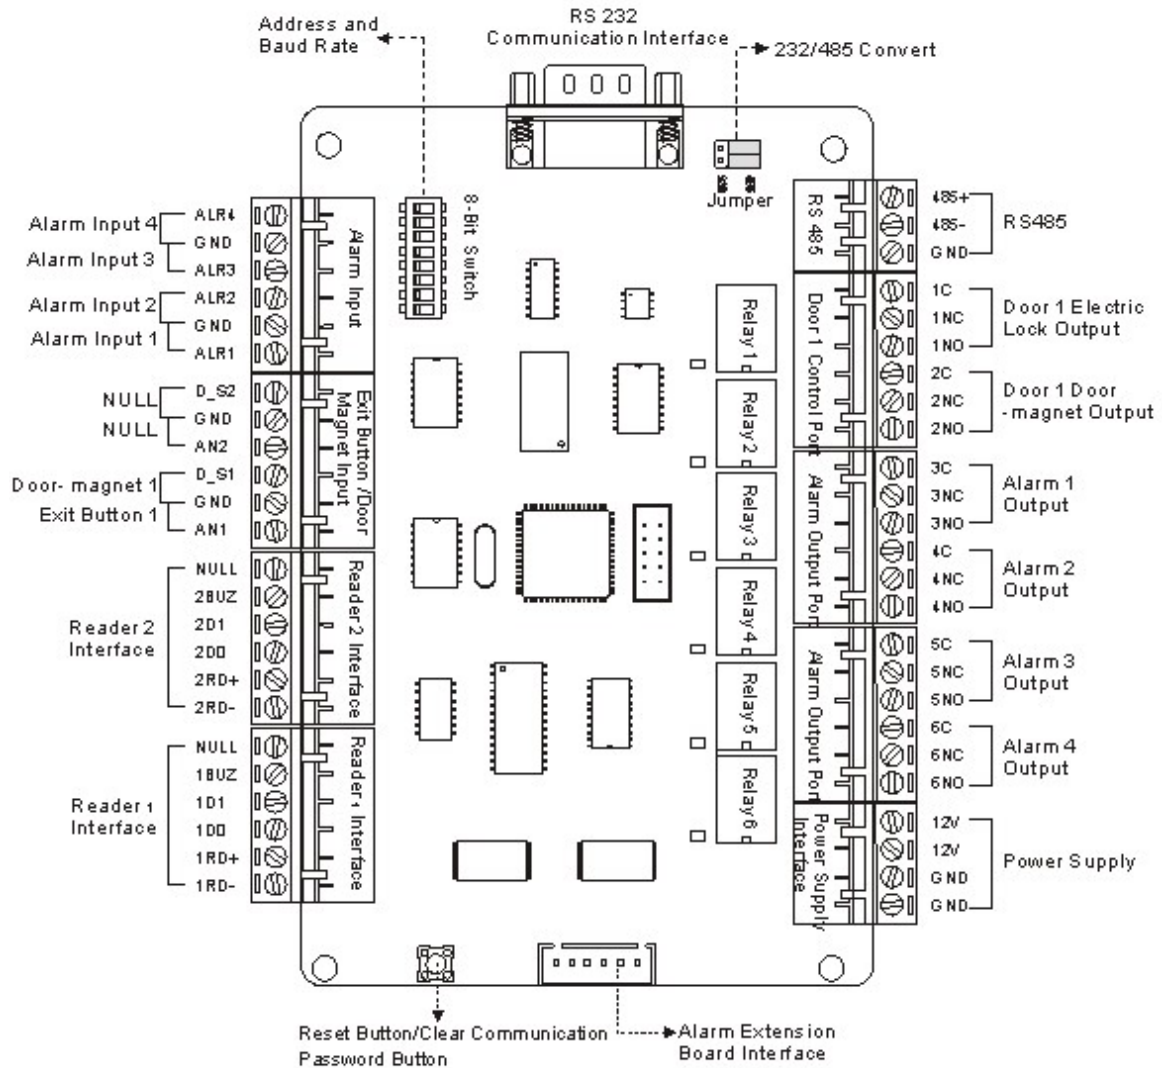 Address and
Baud Rate
RS 232
Communication Interface
232/485 Convert
8-Bit Switch
Jumper
Alarm Input 4
Alarm Input 3
Alarm Input 2
Alarm Input 1
ALR4
GND
ALR3
ALR2
GND
ALR1
Alarm Input
NULL
NULL
Door- magnet 1
Exit Button 1
D_S2
GND
AN2
D_S1
GND
AN1
Exit Button /Door
Magnet Input
Reader 2
Interface
NULL
2BUZ
2D1
2D0
2RD+
2RD-
Reader 2 Interface
Reader 1
Interface
NULL
1BUZ
1D1
1D0
1RD+
1RD-
Reader 1 Interface
Relay 1
Relay 2
Relay 3
Relay 4
Relay 5
Relay 6
RS 485
485+
485-
GND
RS485
Door 1 Control Port
1C
1NC
1NO
Door 1 Electric
Lock Output
2C
2NC
2NO
Door 1 Door
-magnet Output
Alarm Output Port
3C
3NC
3NO
Alarm 1
Output
4C
4NC
4NO
Alarm 2
Output
Alarm Output Port
5C
5NC
5NO
Alarm 3
Output
6C
6NC
6NO
Alarm 4
Output
Power Supply
Interface
12V
12V
GND
GND
Power Supply
Reset Button/Clear Communication
Password Button
Alarm Extension
Board Interface